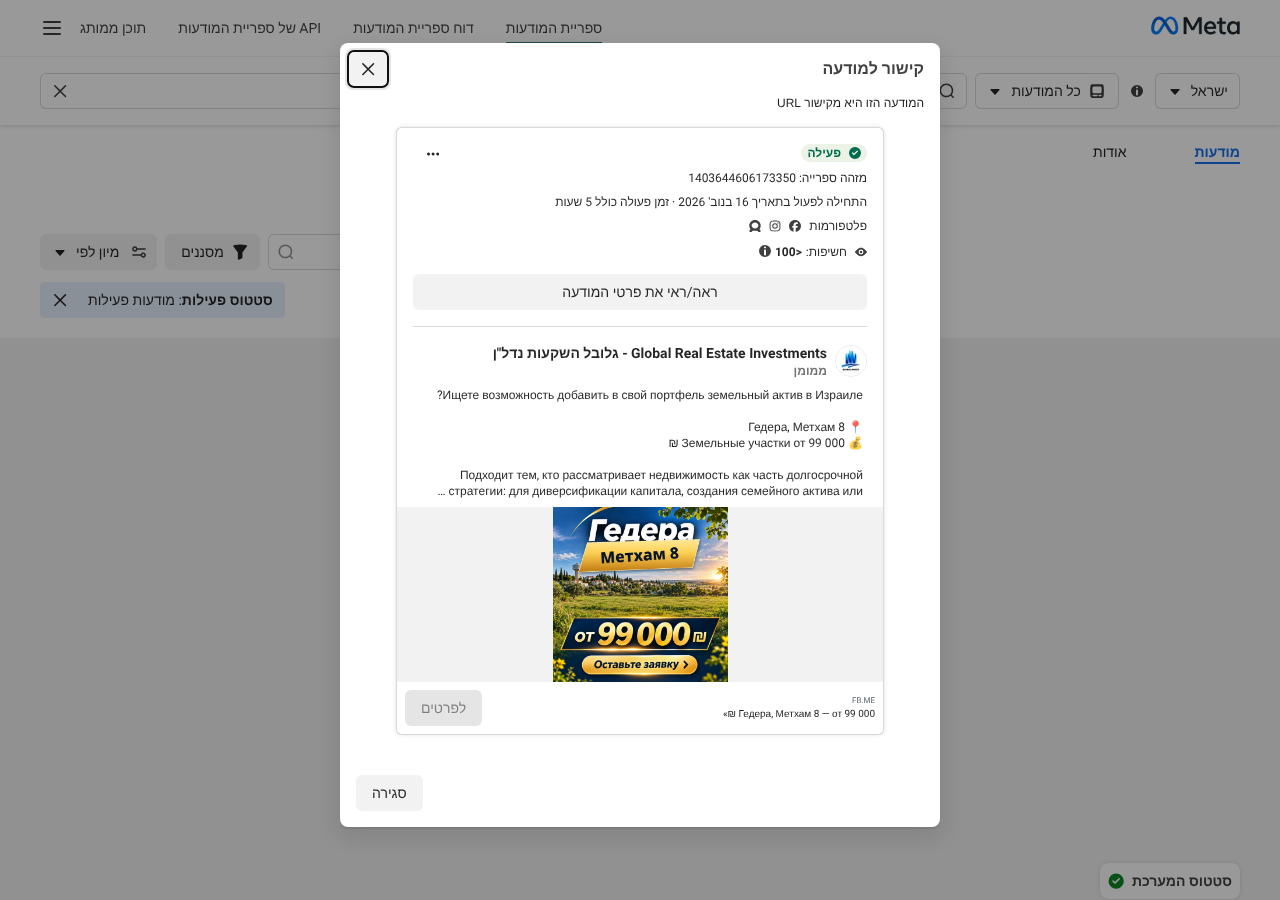 Meta
ספריית המודעות
דוח ספריית המודעות
API של ספריית המודעות
תוכן ממותג
ישראל
כל המודעות
מודעות
אודות
מיון לפי
מסננים
סטטוס פעילות: מודעות פעילות
קישור למודעה
המודעה הזו היא מקישור URL
פעילה
מזהה ספרייה: 1403644606173350
התחילה לפעול בתאריך 16 בנוב' 2026 · זמן פעולה כולל 5 שעות
פלטפורמות
חשיפות: <100
ראה/ראי את פרטי המודעה
Global Real Estate Investments - גלובל השקעות נדל"ן
ממומן
Ищете возможность добавить в свой портфель земельный актив в Израиле?
📍 Гедера, Метхам 8
💰 Земельные участки от 99 000 ₪
Подходит тем, кто рассматривает недвижимость как часть долгосрочной
стратегии: для диверсификации капитала, создания семейного актива или ...
Гедера
Метхам 8
от 99 000 ₪
Оставьте заявку
FB.ME
Гедера, Метхам 8 — от 99 000 ₪»
לפרטים
סגירה
סטטוס המערכת